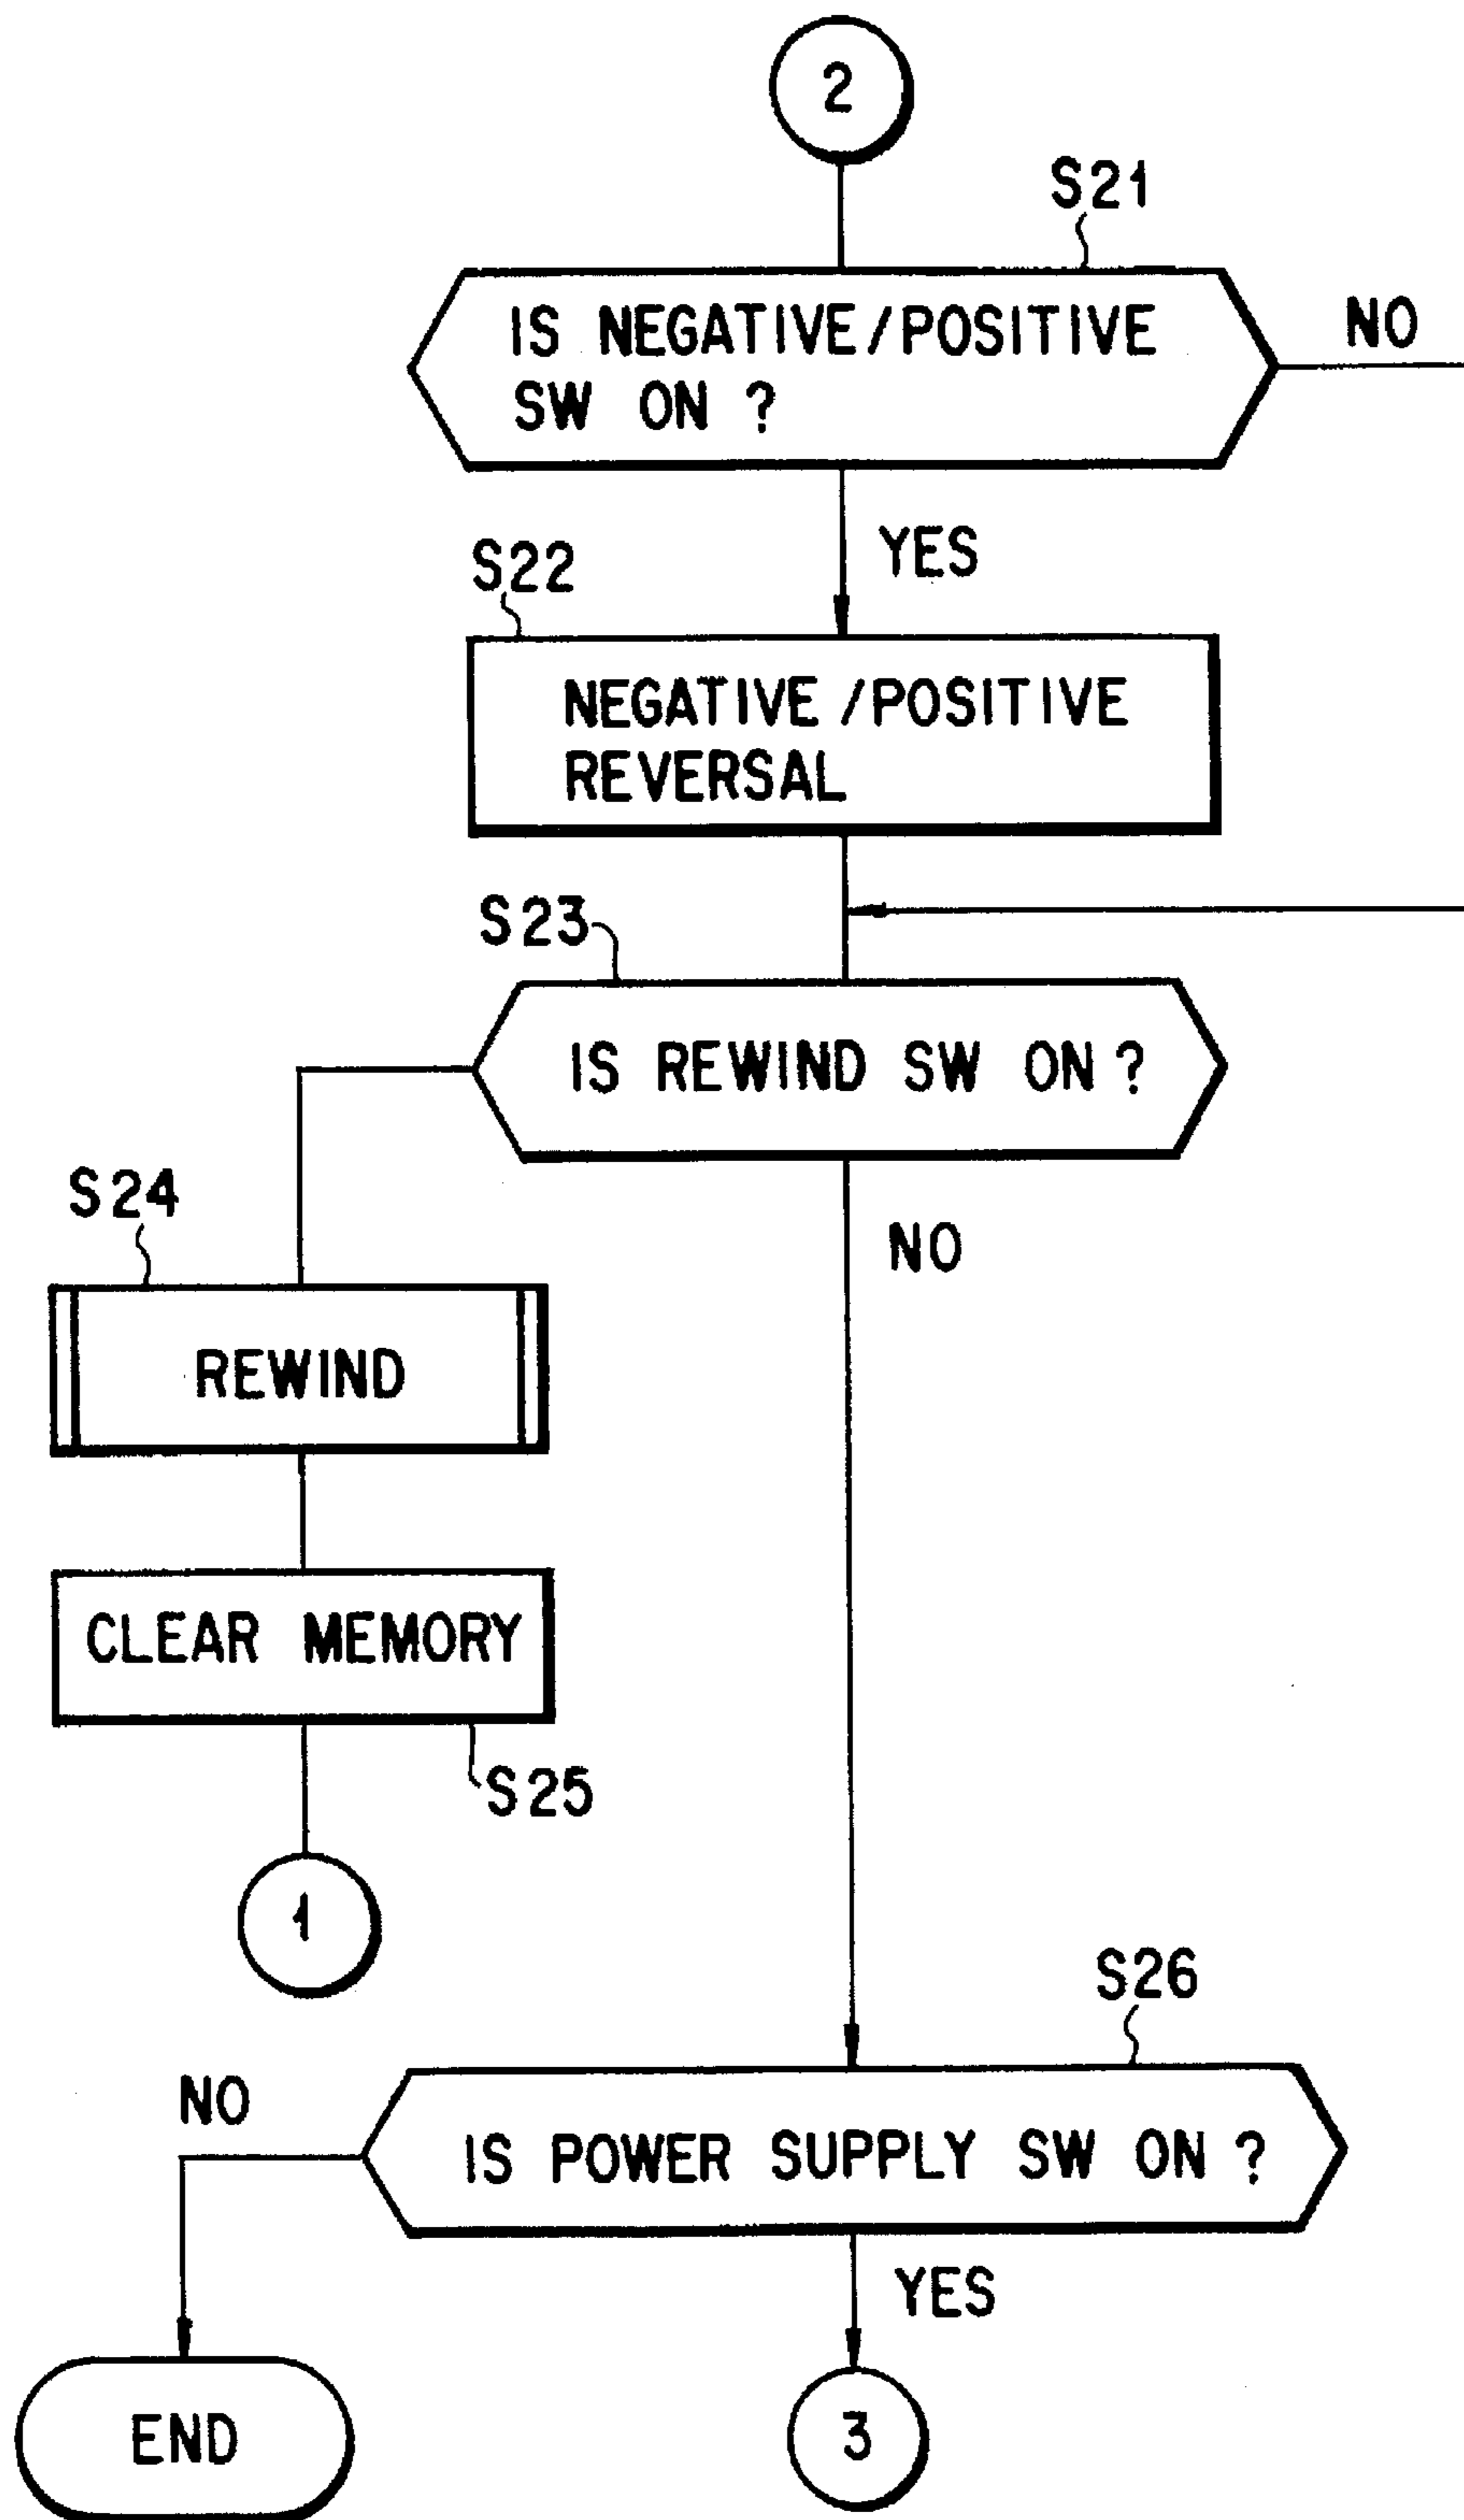 2
S21
IS NEGATIVE/POSITIVE
SW ON ?
NO
YES
S22
NEGATIVE/POSITIVE
REVERSAL
S23
IS REWIND SW ON ?
S24
NO
REWIND
CLEAR MEMORY
S25
1
S26
NO
IS POWER SUPPLY SW ON ?
YES
END
3